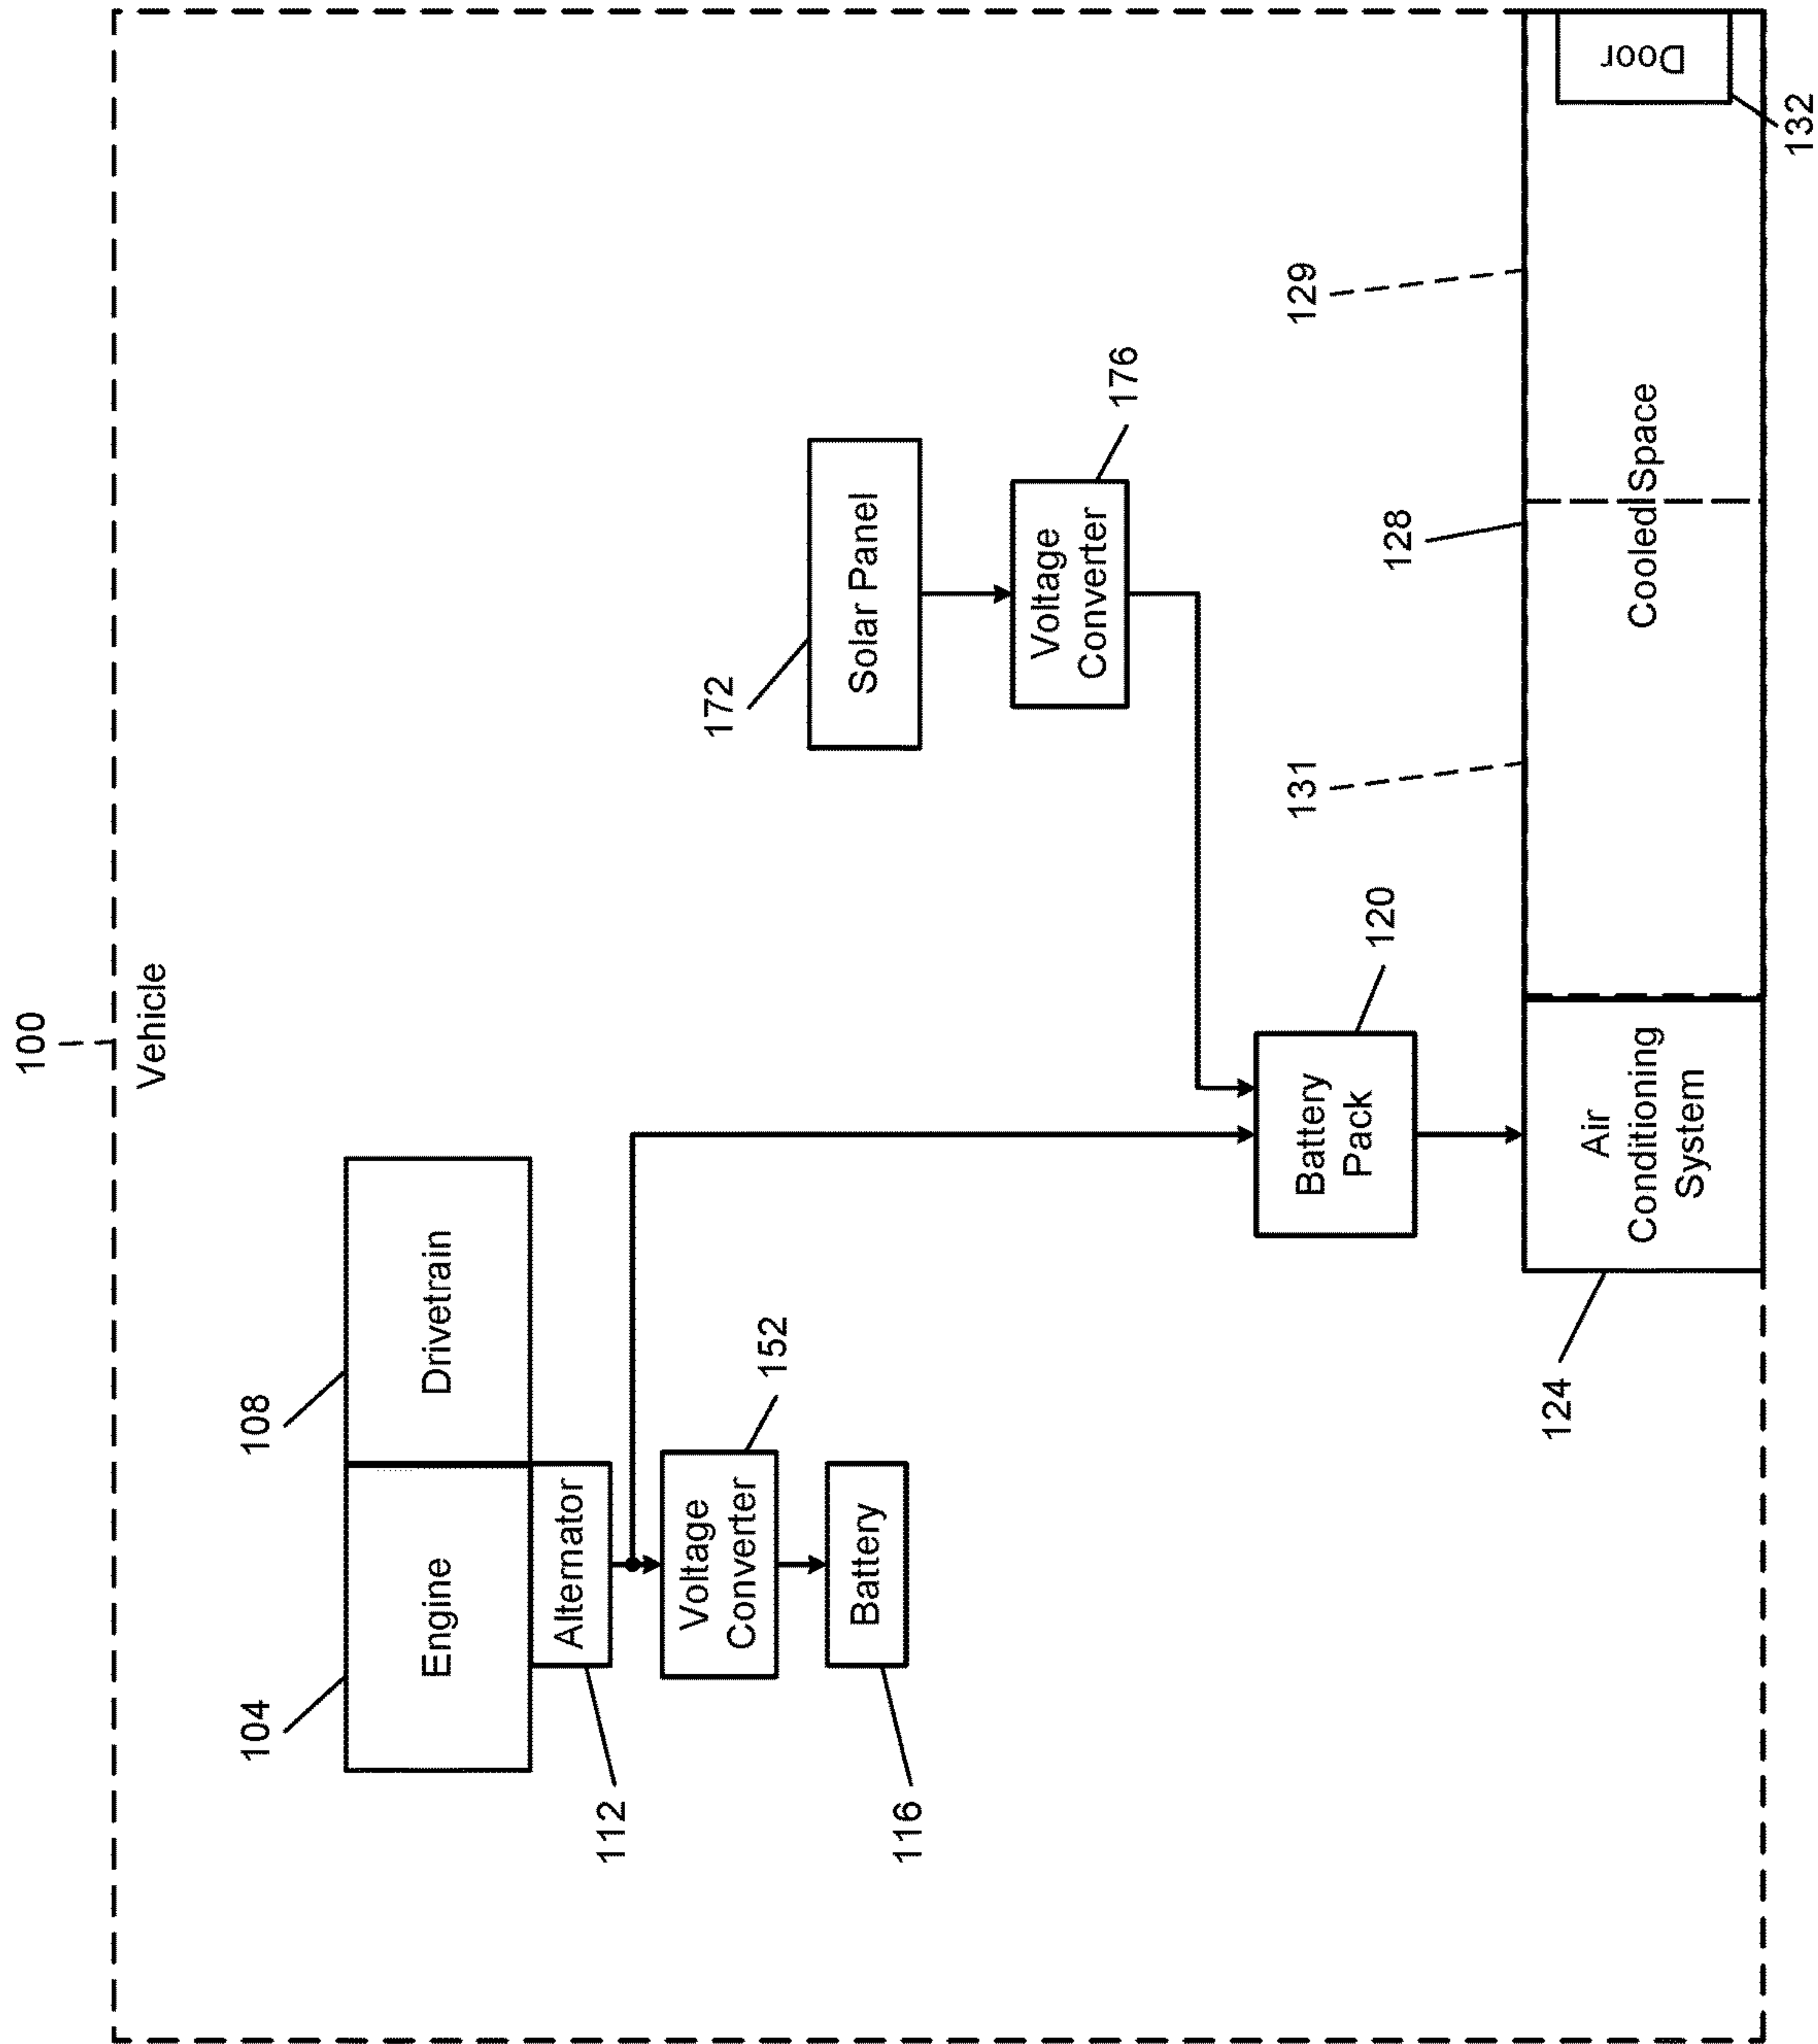 100
Vehicle
104
108
Engine
Drivetrain
112
Alternator
152
Voltage
Converter
116
Battery
172
Solar Panel
176
Voltage
Converter
120
Battery
Pack
124
Air
Conditioning
System
131
128
129
Cooled Space
Door
132